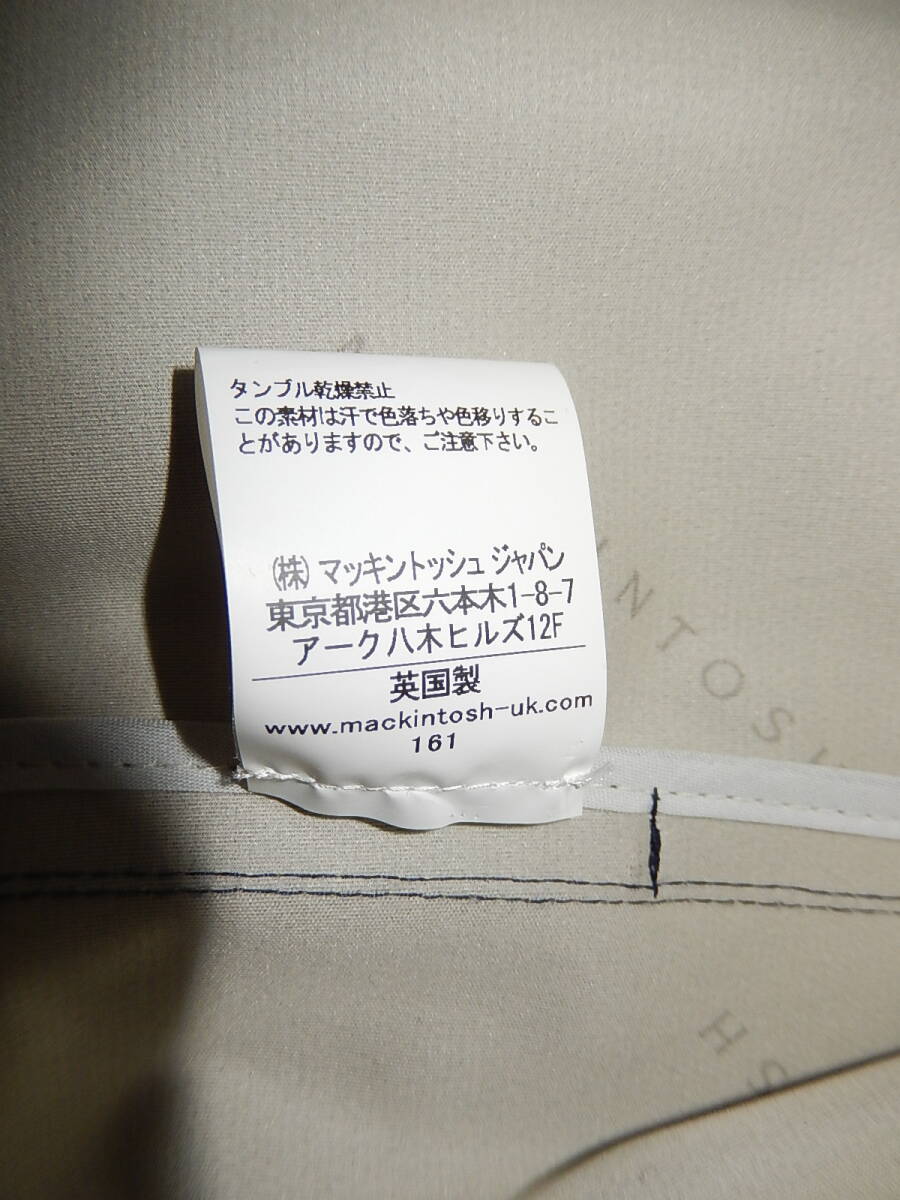 タンブル乾燥禁止
この素材は汗で色落ちや色移りするこ
とがありますので、ご注意下さい。
(株)マッキントッシュ ジャパン
東京都港区六本木1-8-7
アーク八木ヒルズ12F
英国製
www.mackintosh-uk.com
161
NTOS
HS